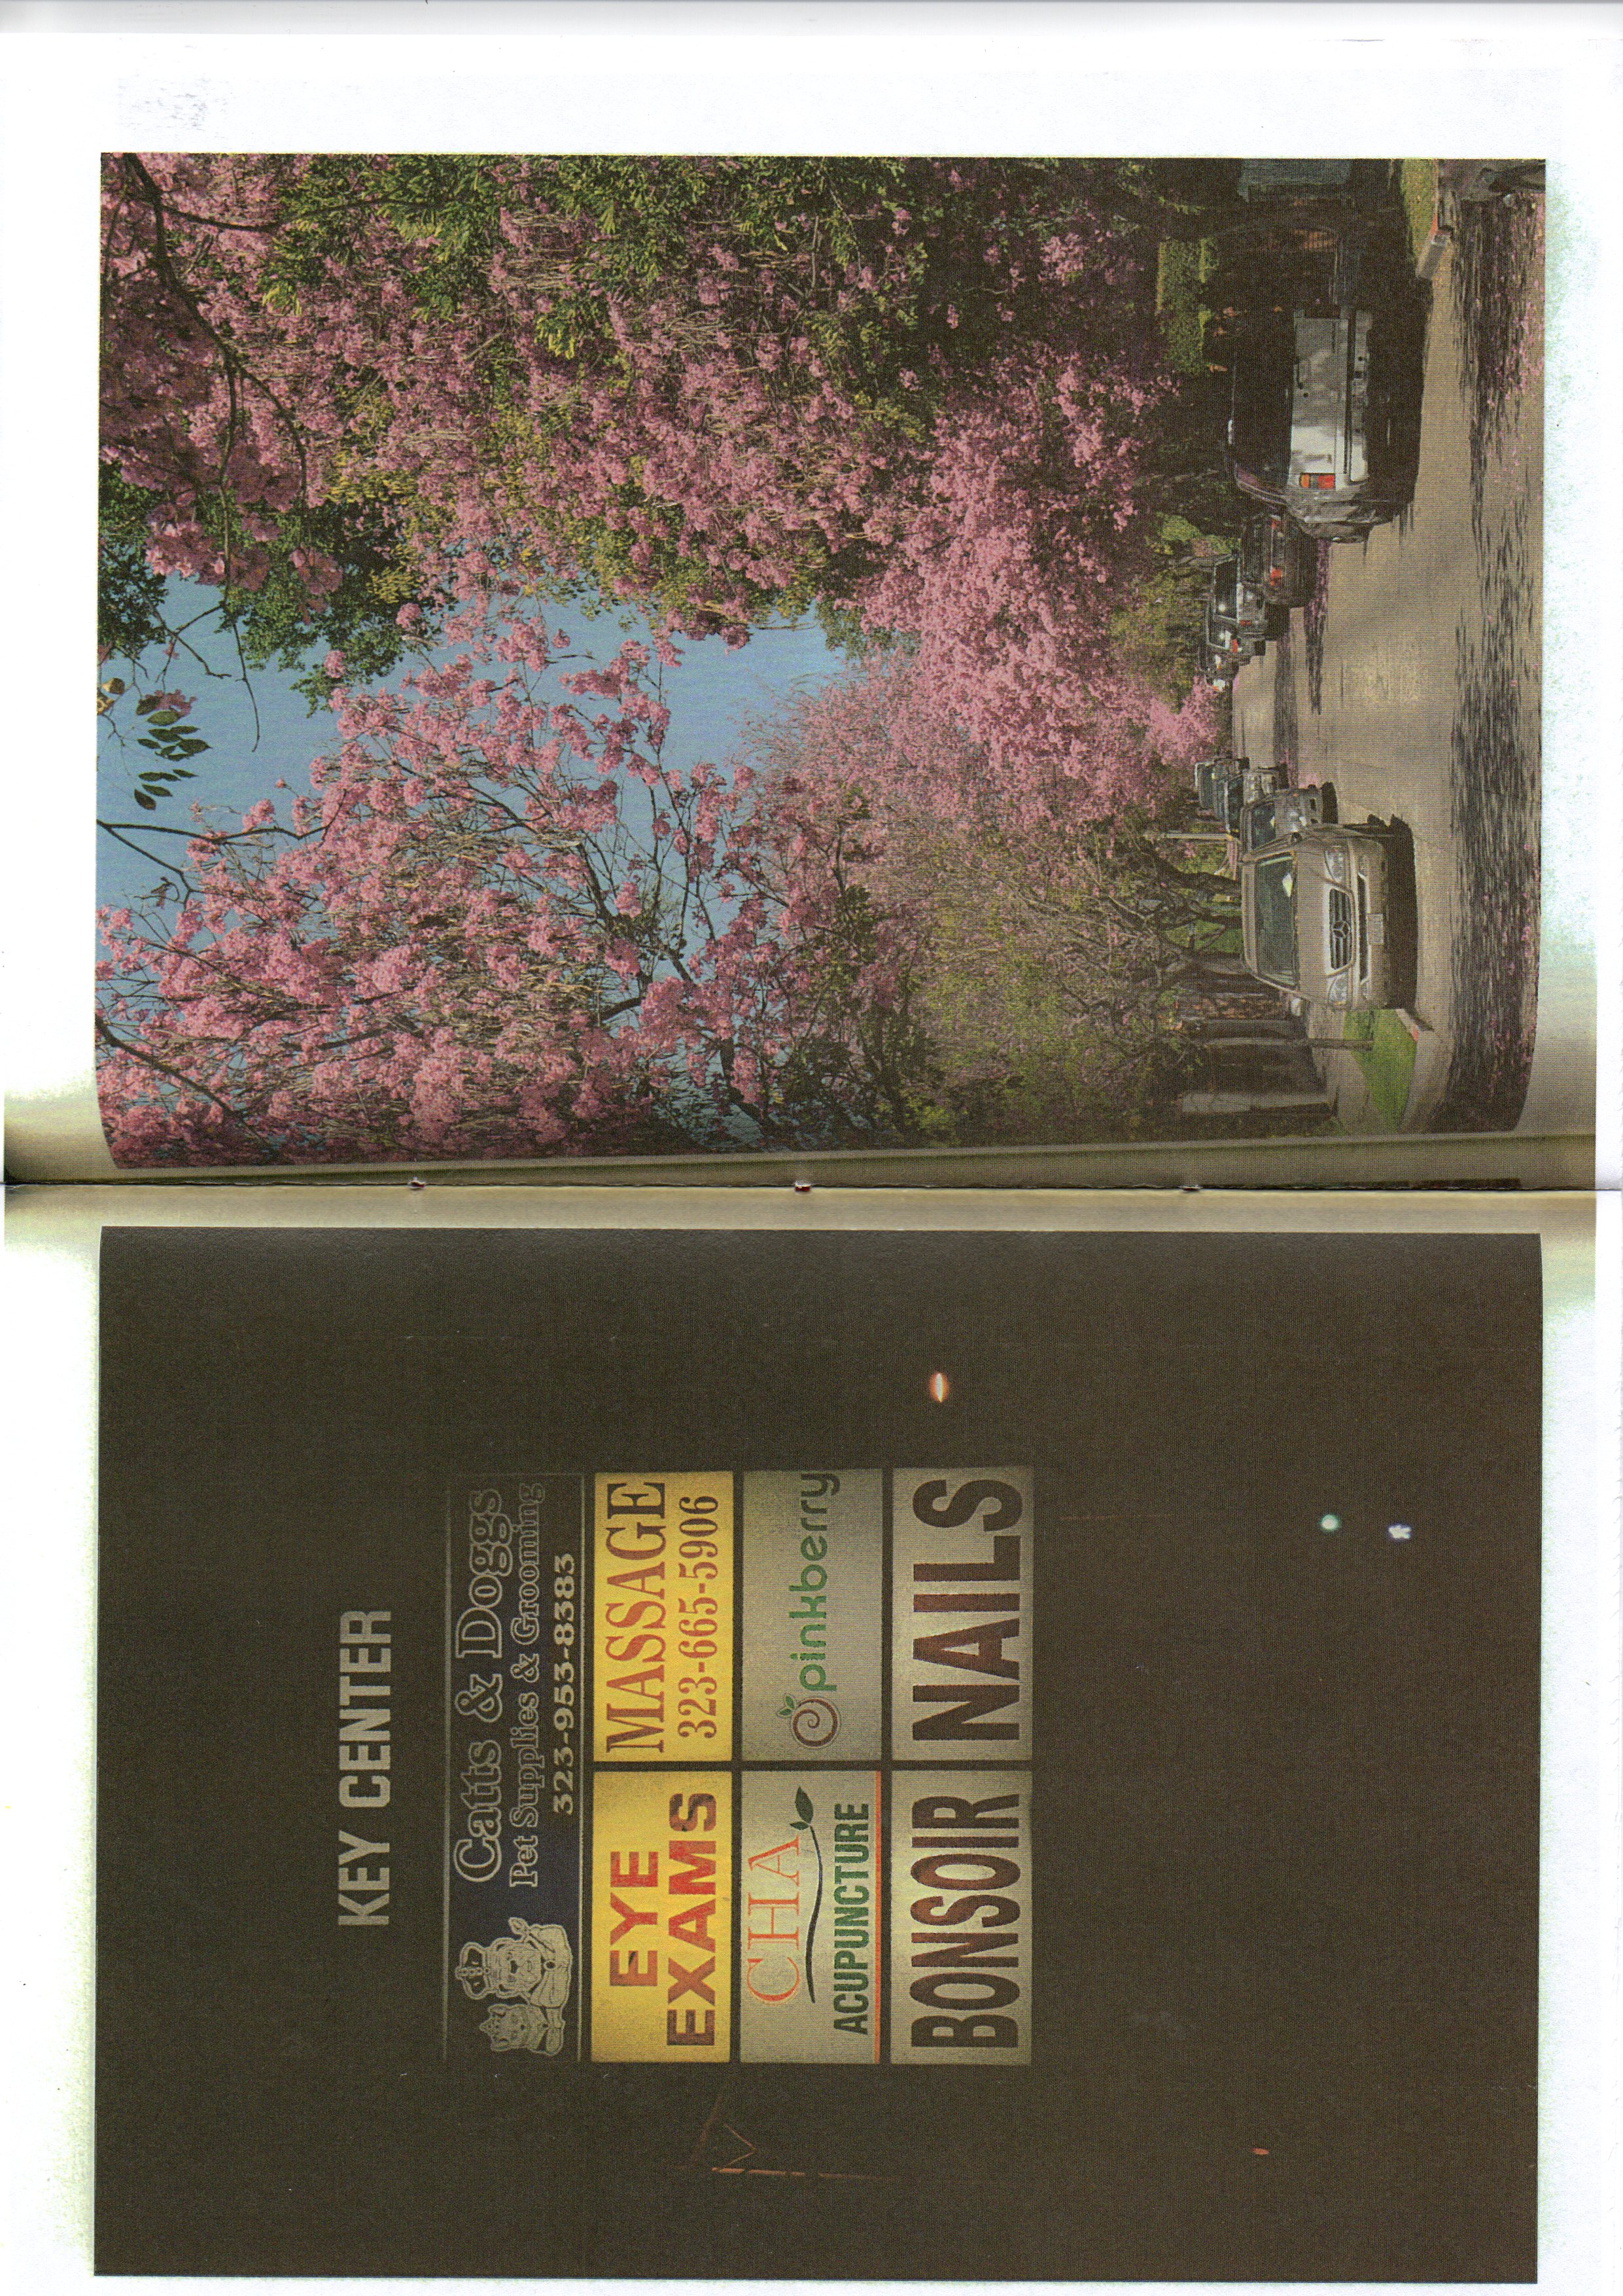 KEY CENTER
Catts & Doggs
Pet Supplies & Grooming
323-953-8383
EYE
EXAMS
MASSAGE
323-665-5906
CHA
ACUPUNCTURE
pinkberry
BONSOIR
NAILS